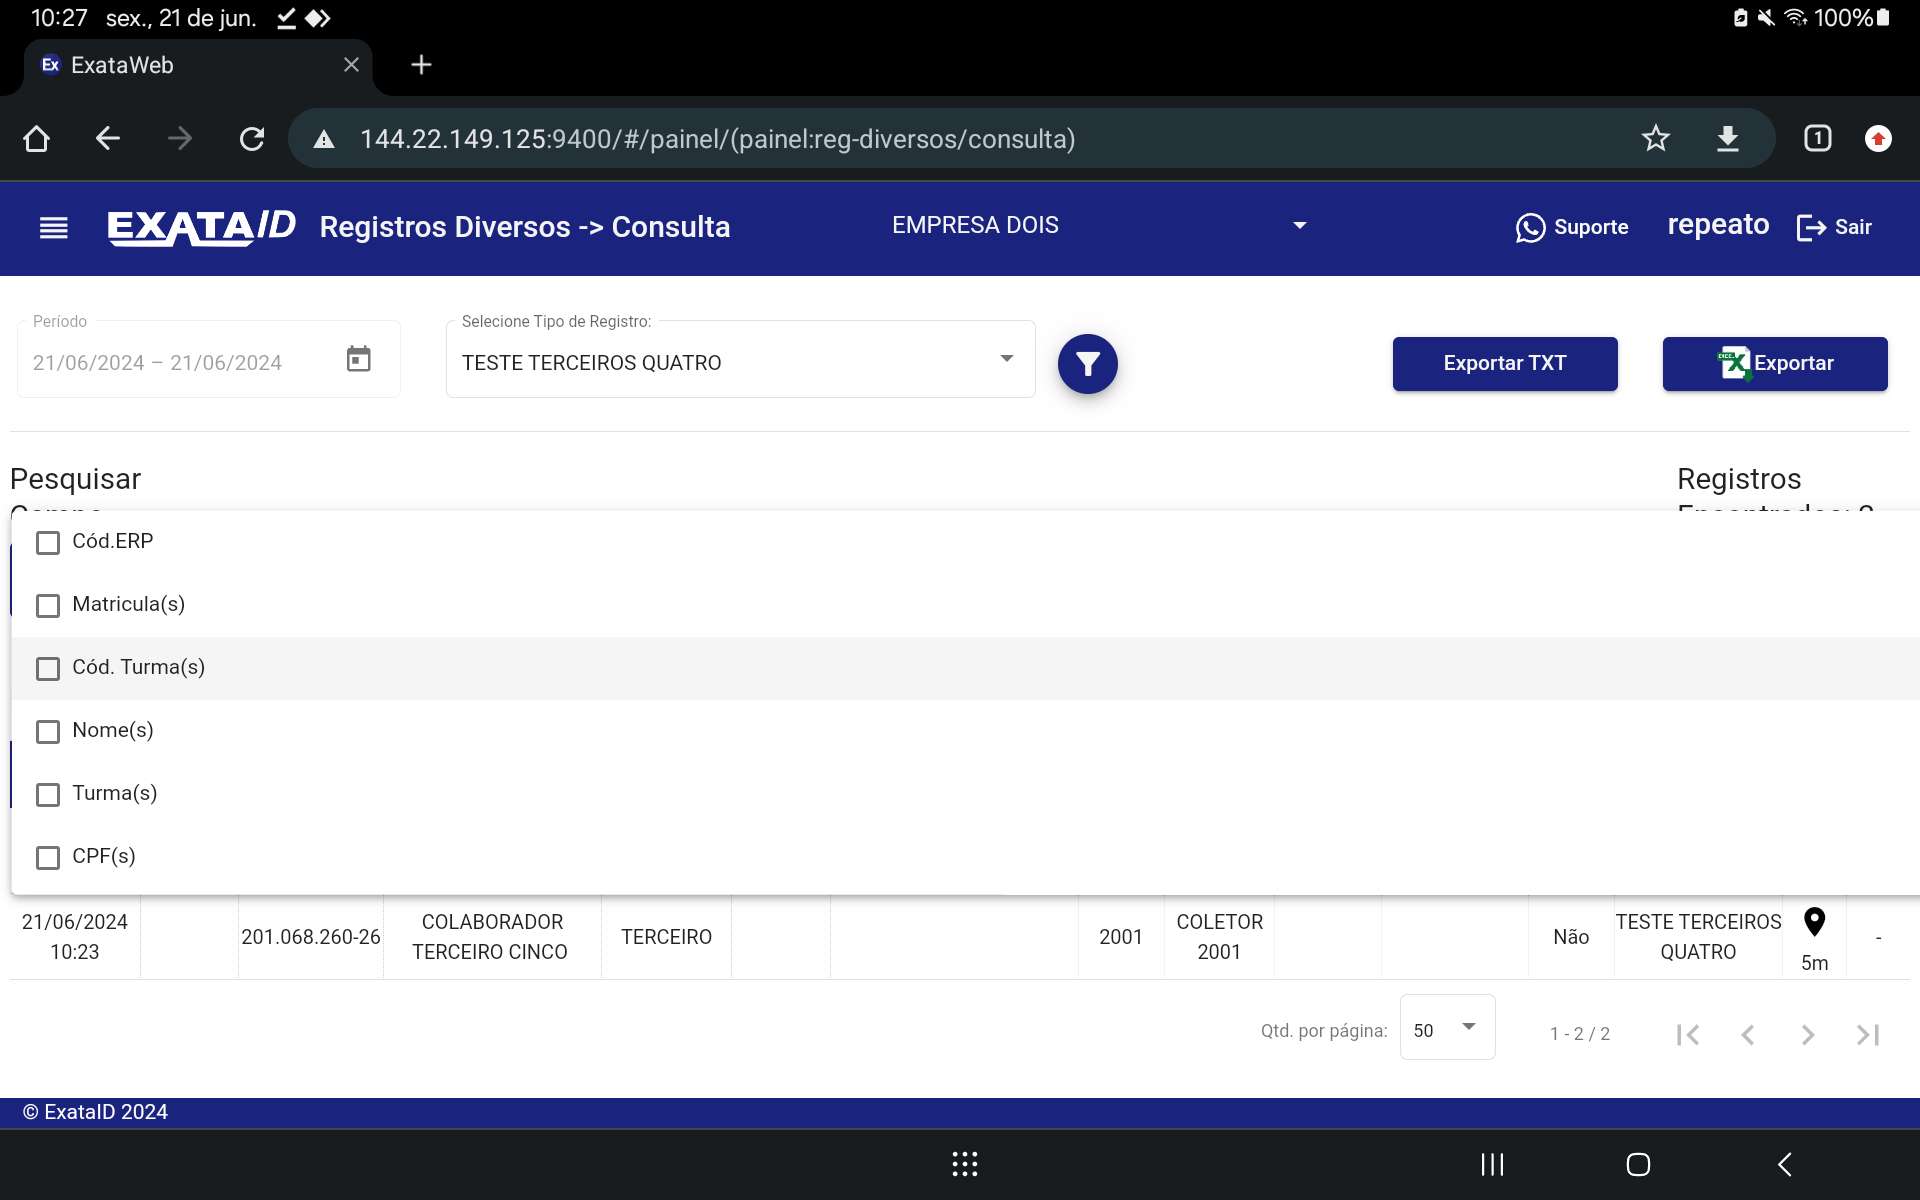 10:27 sex., 21 de jun.
100%
Ex ExataWeb
144.22.149.125:9400/#/painel/(painel:reg-diversos/consulta)
1
EXATAID Registros Diversos -> Consulta EMPRESA DOIS Suporte repeato Sair
Período
21/06/2024 – 21/06/2024
Selecione Tipo de Registro:
TESTE TERCEIROS QUATRO
Exportar TXT
Exportar
Pesquisar
Registros
Cód.ERP
Matricula(s)
Cód. Turma(s)
Nome(s)
Turma(s)
CPF(s)
21/06/2024
10:23
201.068.260-26
COLABORADOR
TERCEIRO CINCO
TERCEIRO
2001
COLETOR
2001
Não
TESTE TERCEIROS
QUATRO
5m
-
Qtd. por página: 50 1 - 2 / 2
© ExataID 2024